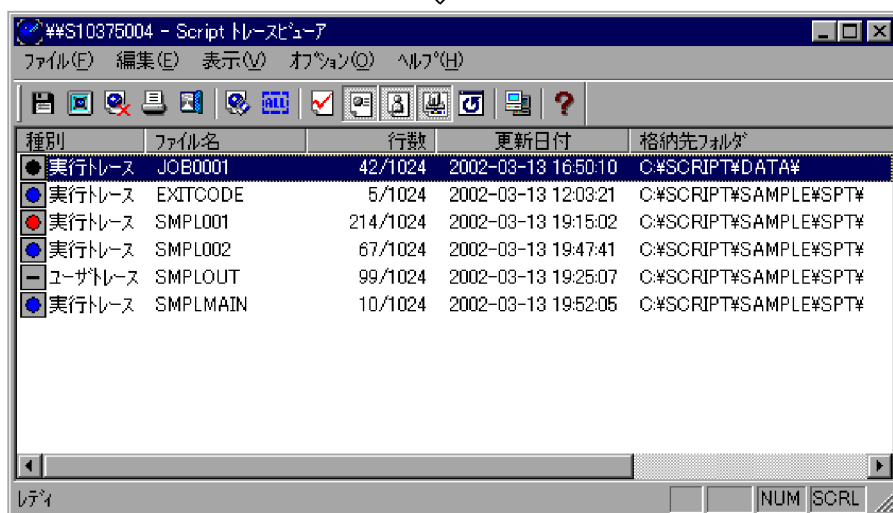 ¥¥S10375004 - Script ﾄﾚｰｽﾋﾞｭｰｱ
ﾌｧｲﾙ(F) 編集(E) 表示(V) ｵﾌﾟｼｮﾝ(O) ﾍﾙﾌﾟ(H)
ALL
種別 ﾌｧｲﾙ名 行数 更新日付 格納先ﾌｫﾙﾀﾞ
実行ﾄﾚｰｽ JOB0001 42/1024 2002-03-13 16:50:10 C:¥SCRIPT¥DATA¥
実行ﾄﾚｰｽ EXITCODE 5/1024 2002-03-13 12:03:21 C:¥SCRIPT¥SAMPLE¥SPT¥
実行ﾄﾚｰｽ SMPL001 214/1024 2002-03-13 19:15:02 C:¥SCRIPT¥SAMPLE¥SPT¥
実行ﾄﾚｰｽ SMPL002 67/1024 2002-03-13 19:47:41 C:¥SCRIPT¥SAMPLE¥SPT¥
ﾕｰｻﾞﾄﾚｰｽ SMPLOUT 99/1024 2002-03-13 19:25:07 C:¥SCRIPT¥SAMPLE¥SPT¥
実行ﾄﾚｰｽ SMPLMAIN 10/1024 2002-03-13 19:52:05 C:¥SCRIPT¥SAMPLE¥SPT¥
ﾚﾃﾞｨ NUM SCRL